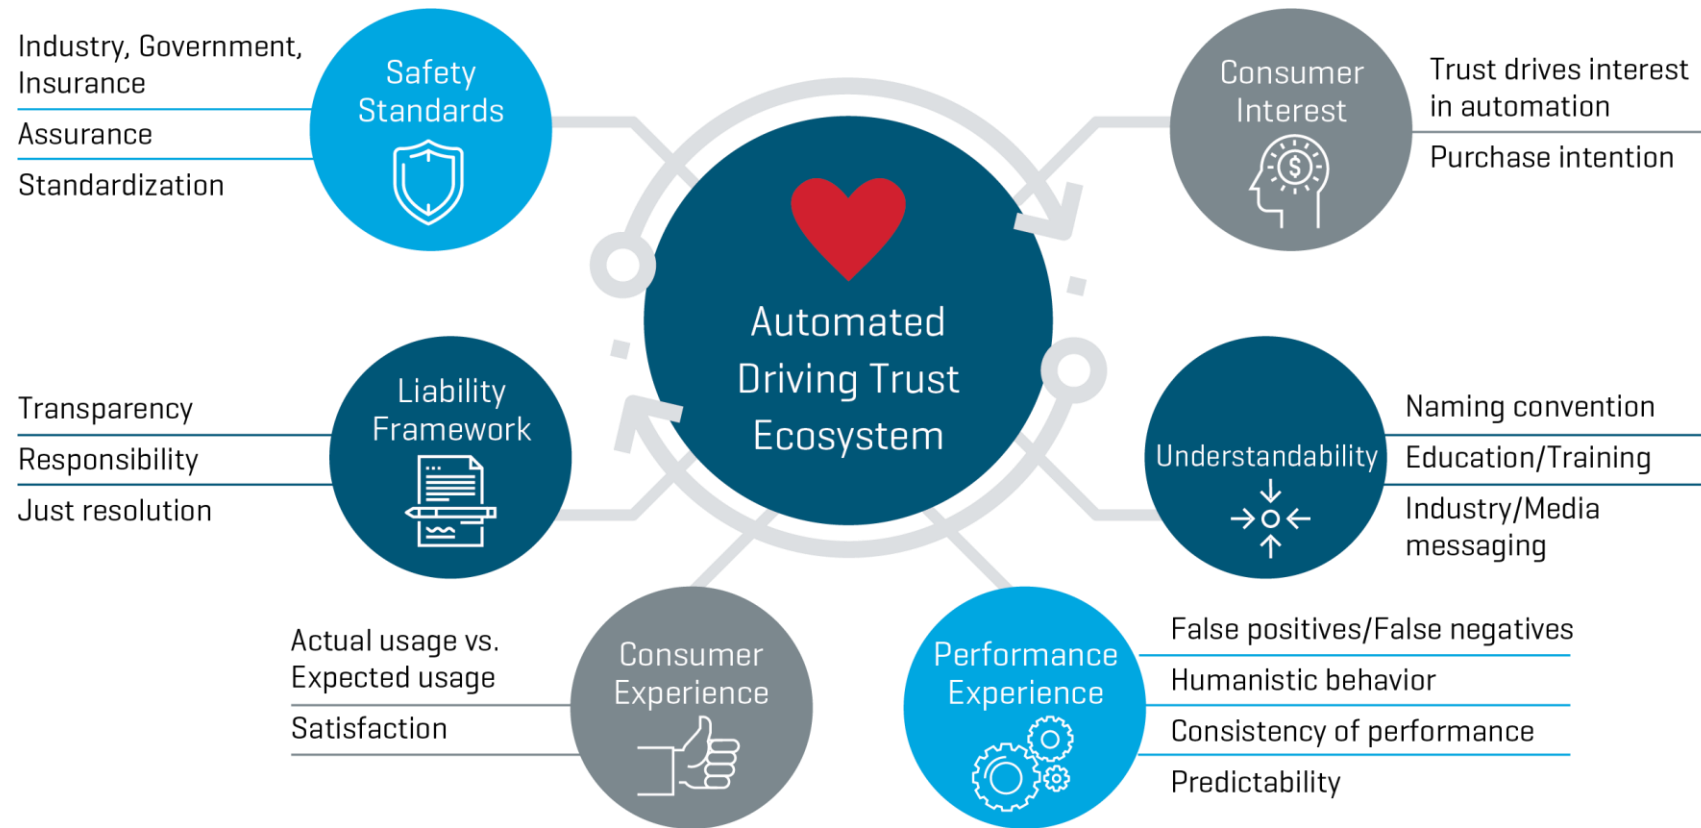 Industry, Government,
Insurance
Assurance
Standardization
Safety
Standards
Consumer
Interest
Trust drives interest
in automation
Purchase intention
Automated
Driving Trust
Ecosystem
Transparency
Responsibility
Just resolution
Liability
Framework
Understandability
Naming convention
Education/Training
Industry/Media
messaging
Actual usage vs.
Expected usage
Satisfaction
Consumer
Experience
Performance
Experience
False positives/False negatives
Humanistic behavior
Consistency of performance
Predictability